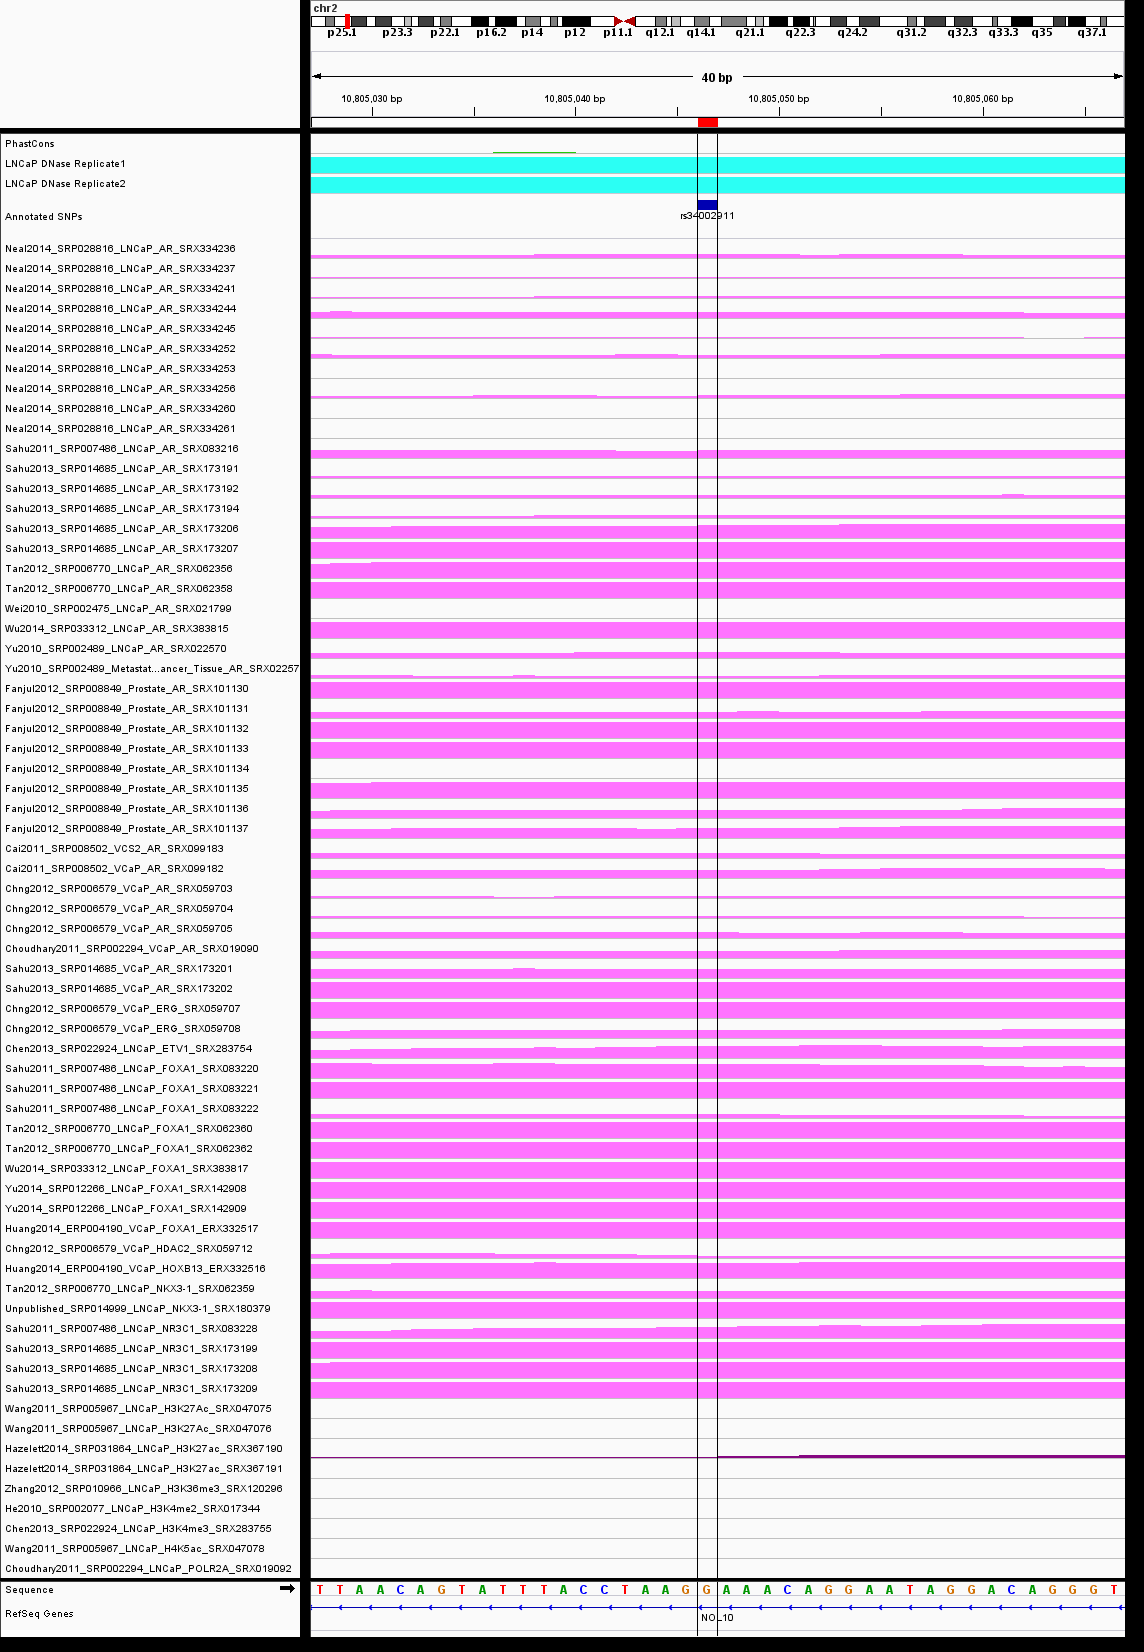 chr2
p25.1 p23.3 p22.1 p16.2 p14 p12 p11.1 q12.1 q14.1 q21.1 q22.3 q24.2 q31.2 q32.3 q33.3 q35 q37.1
40 bp
10,805,030 bp 10,805,040 bp 10,805,050 bp 10,805,060 bp
PhastCons
LNCaP DNase Replicate1
LNCaP DNase Replicate2
Annotated SNPs
rs34002911
Neal2014_SRP028816_LNCaP_AR_SRX334236
Neal2014_SRP028816_LNCaP_AR_SRX334237
Neal2014_SRP028816_LNCaP_AR_SRX334241
Neal2014_SRP028816_LNCaP_AR_SRX334244
Neal2014_SRP028816_LNCaP_AR_SRX334245
Neal2014_SRP028816_LNCaP_AR_SRX334252
Neal2014_SRP028816_LNCaP_AR_SRX334253
Neal2014_SRP028816_LNCaP_AR_SRX334256
Neal2014_SRP028816_LNCaP_AR_SRX334260
Neal2014_SRP028816_LNCaP_AR_SRX334261
Sahu2011_SRP007486_LNCaP_AR_SRX083216
Sahu2013_SRP014685_LNCaP_AR_SRX173191
Sahu2013_SRP014685_LNCaP_AR_SRX173192
Sahu2013_SRP014685_LNCaP_AR_SRX173194
Sahu2013_SRP014685_LNCaP_AR_SRX173206
Sahu2013_SRP014685_LNCaP_AR_SRX173207
Tan2012_SRP006770_LNCaP_AR_SRX062356
Tan2012_SRP006770_LNCaP_AR_SRX062358
Wei2010_SRP002475_LNCaP_AR_SRX021799
Wu2014_SRP033312_LNCaP_AR_SRX383815
Yu2010_SRP002489_LNCaP_AR_SRX022570
Yu2010_SRP002489_Metastat...ancer_Tissue_AR_SRX02257
Fanjul2012_SRP008849_Prostate_AR_SRX101130
Fanjul2012_SRP008849_Prostate_AR_SRX101131
Fanjul2012_SRP008849_Prostate_AR_SRX101132
Fanjul2012_SRP008849_Prostate_AR_SRX101133
Fanjul2012_SRP008849_Prostate_AR_SRX101134
Fanjul2012_SRP008849_Prostate_AR_SRX101135
Fanjul2012_SRP008849_Prostate_AR_SRX101136
Fanjul2012_SRP008849_Prostate_AR_SRX101137
Cai2011_SRP008502_VCS2_AR_SRX099183
Cai2011_SRP008502_VCaP_AR_SRX099182
Chng2012_SRP006579_VCaP_AR_SRX059703
Chng2012_SRP006579_VCaP_AR_SRX059704
Chng2012_SRP006579_VCaP_AR_SRX059705
Choudhary2011_SRP002294_VCaP_AR_SRX019090
Sahu2013_SRP014685_VCaP_AR_SRX173201
Sahu2013_SRP014685_VCaP_AR_SRX173202
Chng2012_SRP006579_VCaP_ERG_SRX059707
Chng2012_SRP006579_VCaP_ERG_SRX059708
Chen2013_SRP022924_LNCaP_ETV1_SRX283754
Sahu2011_SRP007486_LNCaP_FOXA1_SRX083220
Sahu2011_SRP007486_LNCaP_FOXA1_SRX083221
Sahu2011_SRP007486_LNCaP_FOXA1_SRX083222
Tan2012_SRP006770_LNCaP_FOXA1_SRX062360
Tan2012_SRP006770_LNCaP_FOXA1_SRX062362
Wu2014_SRP033312_LNCaP_FOXA1_SRX383817
Yu2014_SRP012266_LNCaP_FOXA1_SRX142908
Yu2014_SRP012266_LNCaP_FOXA1_SRX142909
Huang2014_ERP004190_VCaP_FOXA1_ERX332517
Chng2012_SRP006579_VCaP_HDAC2_SRX059712
Huang2014_ERP004190_VCaP_HOXB13_ERX332516
Tan2012_SRP006770_LNCaP_NKX3-1_SRX062359
Unpublished_SRP014999_LNCaP_NKX3-1_SRX180379
Sahu2011_SRP007486_LNCaP_NR3C1_SRX083228
Sahu2013_SRP014685_LNCaP_NR3C1_SRX173199
Sahu2013_SRP014685_LNCaP_NR3C1_SRX173208
Sahu2013_SRP014685_LNCaP_NR3C1_SRX173209
Wang2011_SRP005967_LNCaP_H3K27Ac_SRX047075
Wang2011_SRP005967_LNCaP_H3K27Ac_SRX047076
Hazelett2014_SRP031864_LNCaP_H3K27ac_SRX367190
Hazelett2014_SRP031864_LNCaP_H3K27ac_SRX367191
Zhang2012_SRP010966_LNCaP_H3K36me3_SRX120296
He2010_SRP002077_LNCaP_H3K4me2_SRX017344
Chen2013_SRP022924_LNCaP_H3K4me3_SRX283755
Wang2011_SRP005967_LNCaP_H4K5ac_SRX047078
Choudhary2011_SRP002294_LNCaP_POLR2A_SRX019092
Sequence T T A A C A G T A T T T A C C T A A G G A A A C A G G A A T A G G A C A G G G T
RefSeq Genes
NOL10